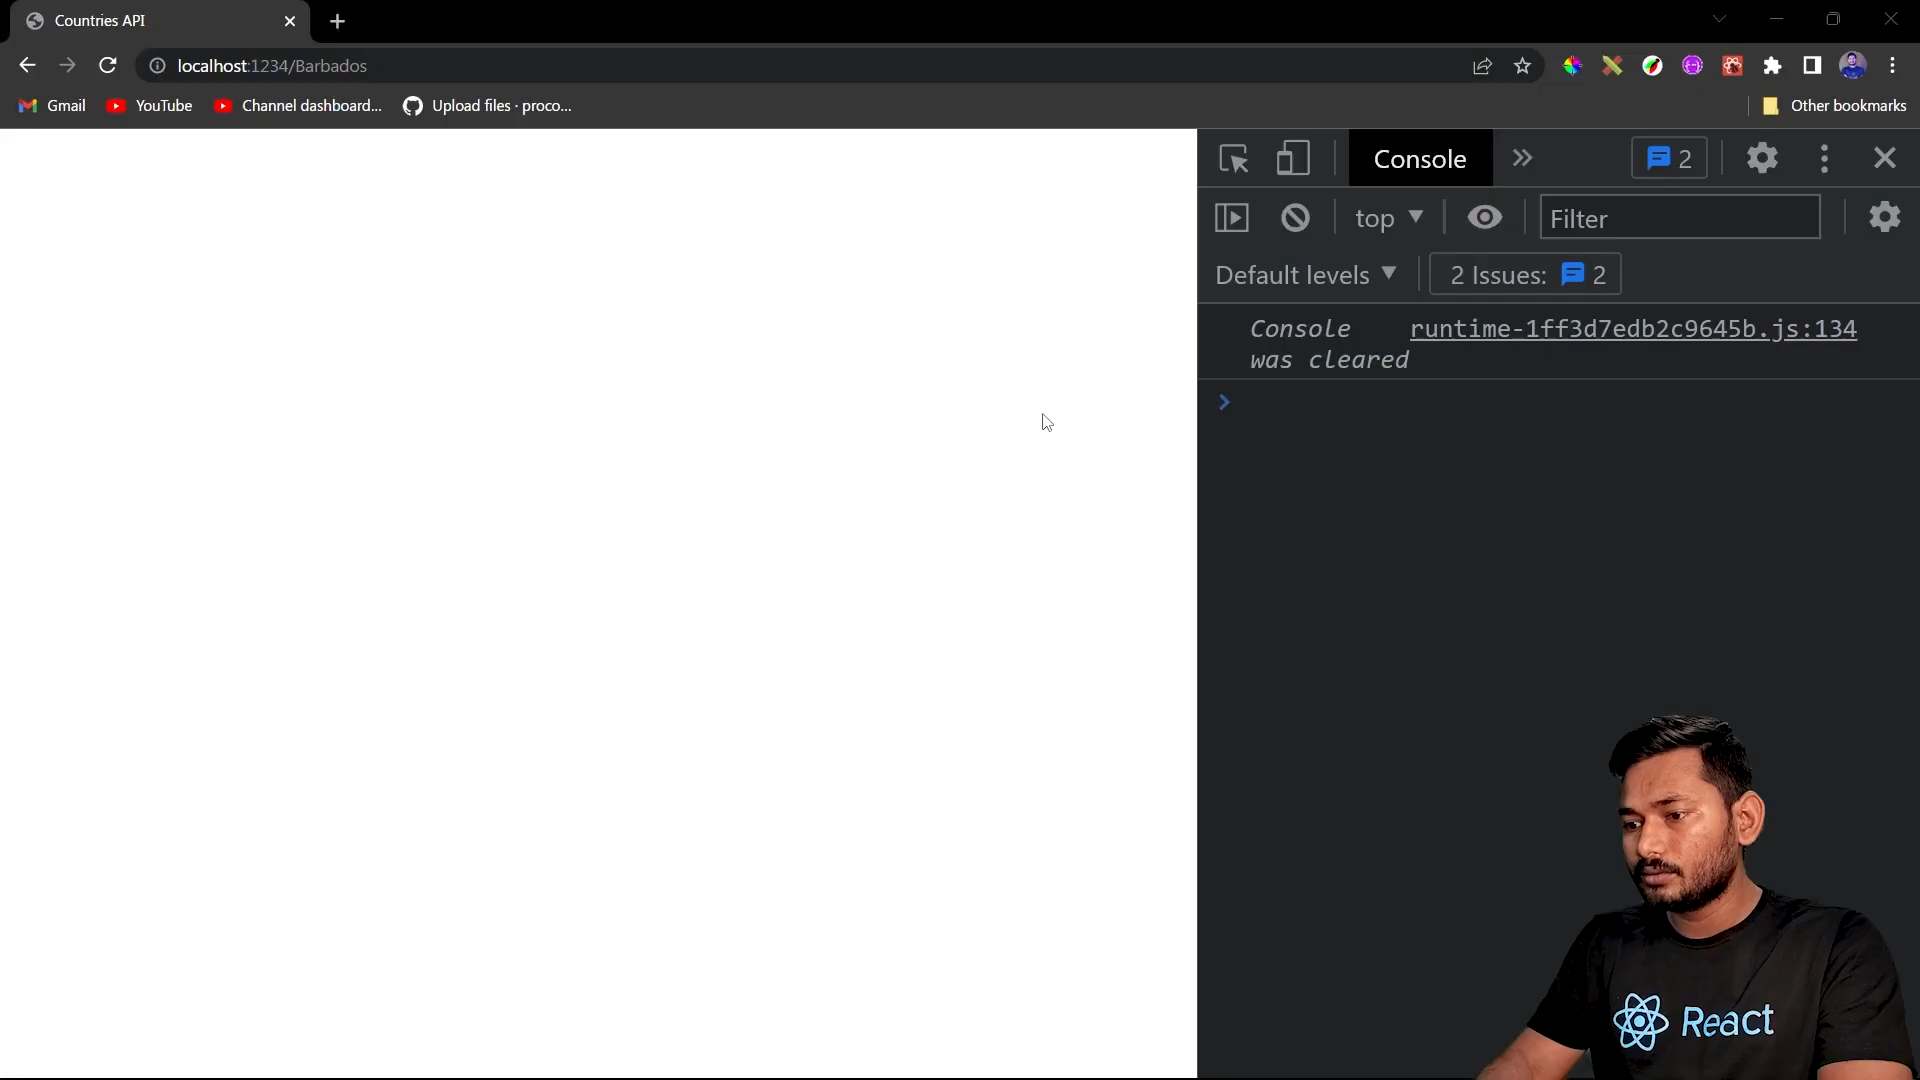 Countries API
localhost:1234/Barbados
Gmail
YouTube
Channel dashboard...
Upload files · proco...
Other bookmarks
Console
2
top
Filter
Default levels
2 Issues: 2
Console runtime-1ff3d7edb2c9645b.js:134
was cleared
React